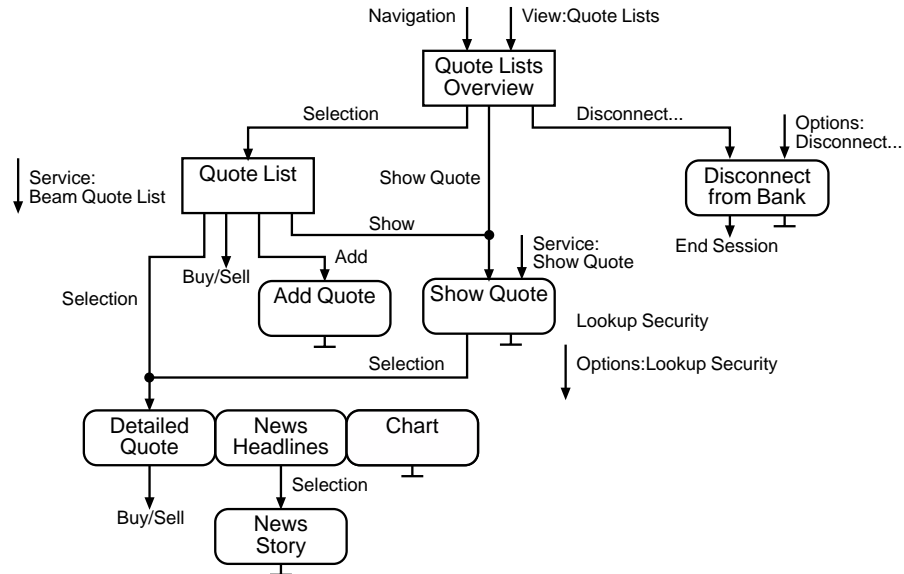 Navigation
View:Quote Lists
Quote Lists
Overview
Selection
Disconnect...
Options:
Disconnect...
Service:
Beam Quote List
Quote List
Show Quote
Disconnect
from Bank
Show
End Session
Service:
Show Quote
Buy/Sell
Add
Selection
Add Quote
Show Quote
Lookup Security
Selection
Options:Lookup Security
Detailed
Quote
News
Headlines
Chart
Selection
Buy/Sell
News
Story